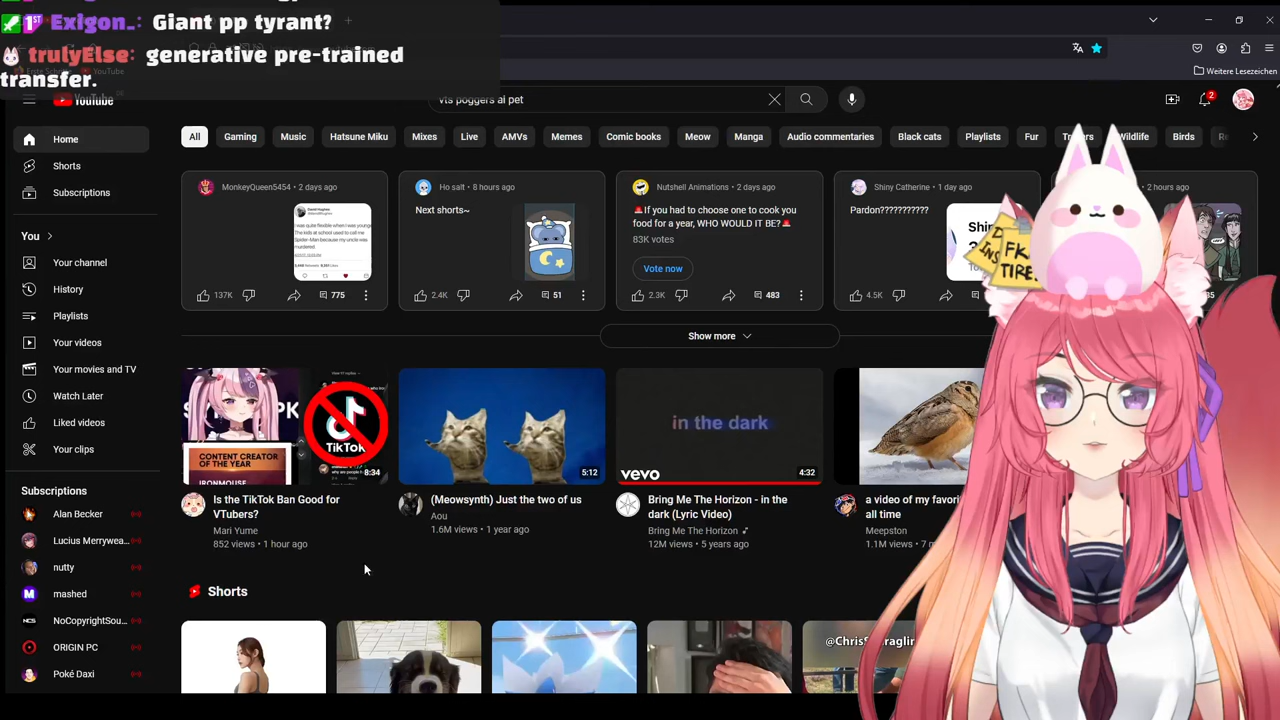 Exigon_: Giant pp tyrant?
trulyElse: generative pre-trained
transfer.
Weitere Lesezeichen
YouTube
vts poggers ai pet
2
Home
Shorts
Subscriptions
You
Your channel
History
Playlists
Your videos
Your movies and TV
Watch Later
Liked videos
Your clips
Subscriptions
Alan Becker
Lucius Merrywea...
nutty
mashed
NoCopyrightSou...
ORIGIN PC
Poké Daxi
All
Gaming
Music
Hatsune Miku
Mixes
Live
AMVs
Memes
Comic books
Meow
Manga
Audio commentaries
Black cats
Playlists
Fur
Wildlife
Birds
MonkeyQueen5454 • 2 days ago
137K
775
Ho salt • 8 hours ago
Next shorts~
2.4K
51
Nutshell Animations • 2 days ago
🚨If you had to choose one to cook you
food for a year, WHO WOULD IT BE?🚨
83K votes
Vote now
2.3K
483
Shiny Catherine • 1 day ago
Pardon??????????
4.5K
2 hours ago
Show more
TikTok
CONTENT CREATOR
OF THE YEAR
IRONMOUSE
8:34
Is the TikTok Ban Good for
VTubers?
Mari Yume
852 views • 1 hour ago
5:12
(Meowsynth) Just the two of us
Aou
1.6M views • 1 year ago
in the dark
vevo
4:32
Bring Me The Horizon - in the
dark (Lyric Video)
Bring Me The Horizon
12M views • 5 years ago
a video of my favori
all time
Meepston
Shorts